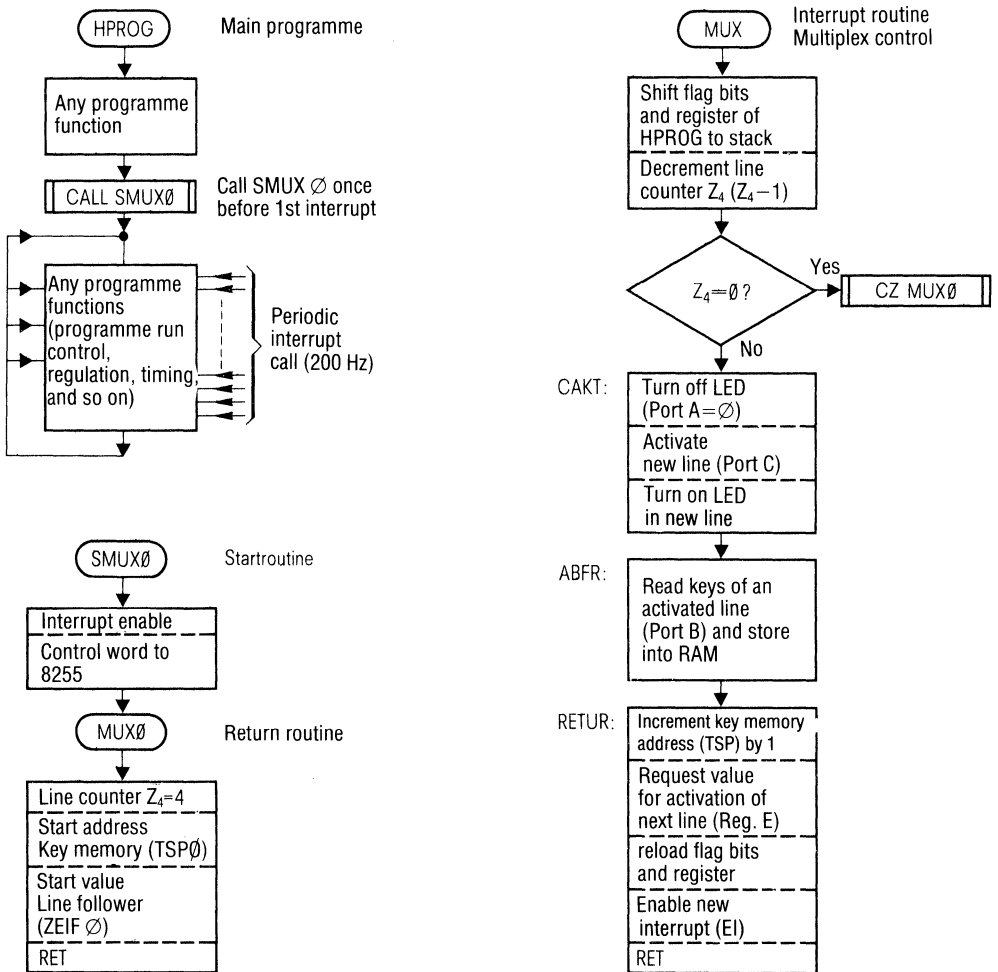 HPROG
Main programme
Any programme
function
CALL SMUXØ
Call SMUX Ø once
before 1st interrupt
Any programme
functions
(programme run
control,
regulation, timing,
and so on)
Periodic
interrupt
call (200 Hz)
SMUXØ
Startroutine
Interrupt enable
Control word to
8255
MUXØ
Return routine
Line counter Z₄=4
Start address
Key memory (TSPØ)
Start value
Line follower
(ZEIF Ø)
RET
MUX
Interrupt routine
Multiplex control
Shift flag bits
and register of
HPROG to stack
Decrement line
counter Z₄ (Z₄−1)
Z₄=Ø?
Yes
CZ MUXØ
No
CAKT:
Turn off LED
(Port A=Ø)
Activate
new line (Port C)
Turn on LED
in new line
ABFR:
Read keys of an
activated line
(Port B) and store
into RAM
RETUR:
Increment key memory
address (TSP) by 1
Request value
for activation of
next line (Reg. E)
reload flag bits
and register
Enable new
interrupt (EI)
RET